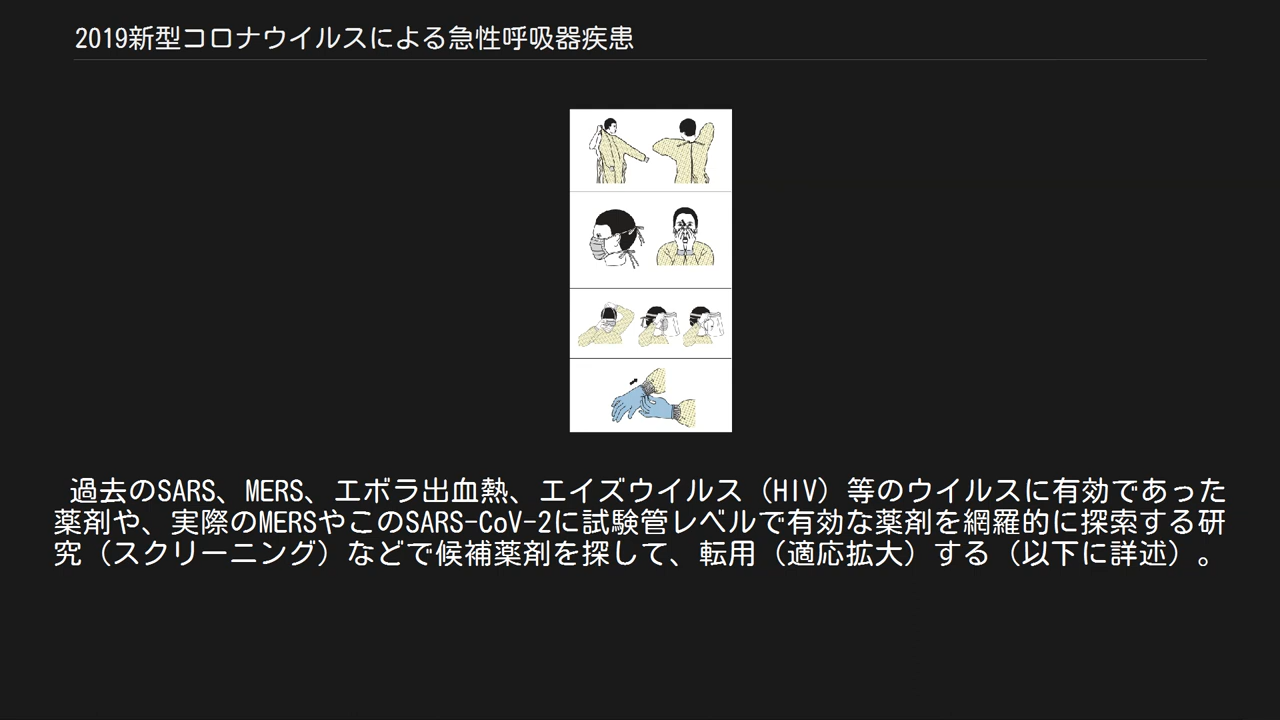 2019新型コロナウイルスによる急性呼吸器疾患
過去のSARS、MERS、エボラ出血熱、エイズウイルス（HIV）等のウイルスに有効であった
薬剤や、実際のMERSやこのSARS-CoV-2に試験管レベルで有効な薬剤を網羅的に探索する研
究（スクリーニング）などで候補薬剤を探して、転用（適応拡大）する（以下に詳述）。